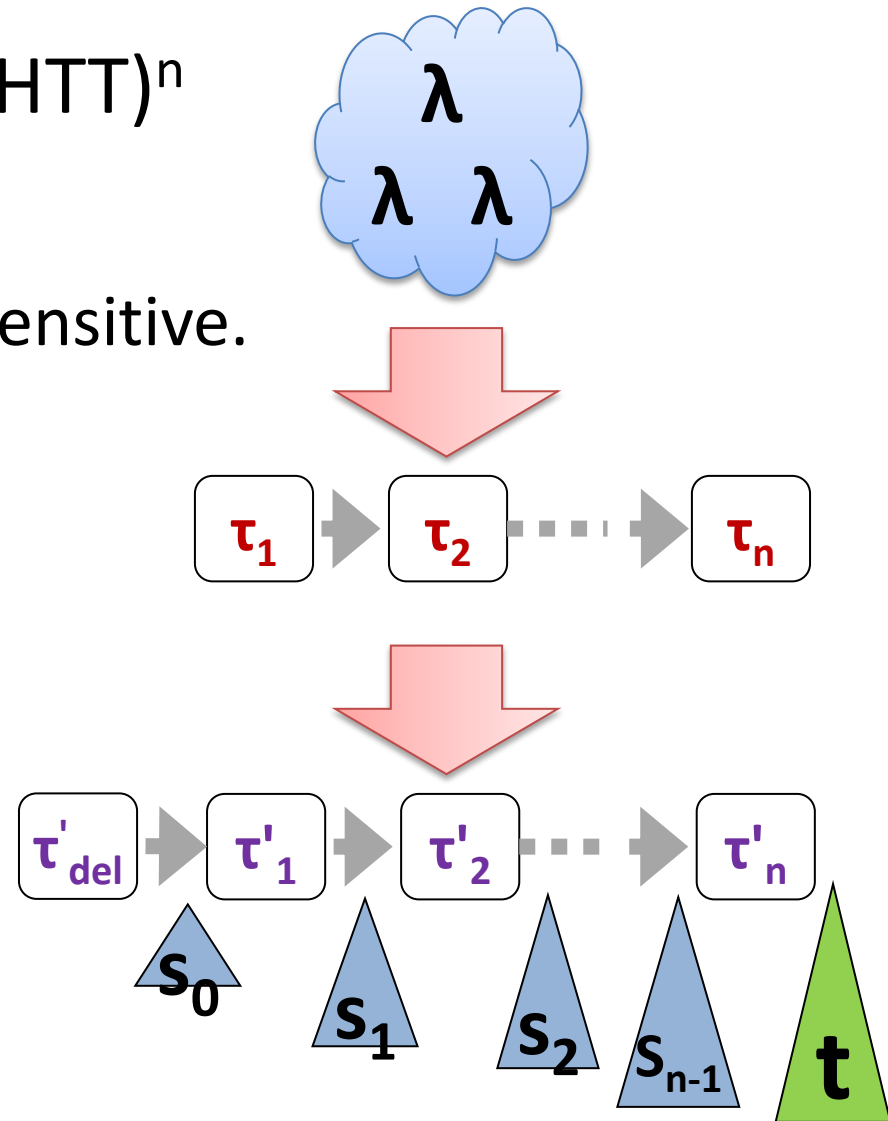 HTT)ⁿ
λ
λ λ
ensitive.
τ₁ τ₂ τₙ
τ'del τ'₁ τ'₂ τ'ₙ
s₀ s₁ s₂ sₙ₋₁ t